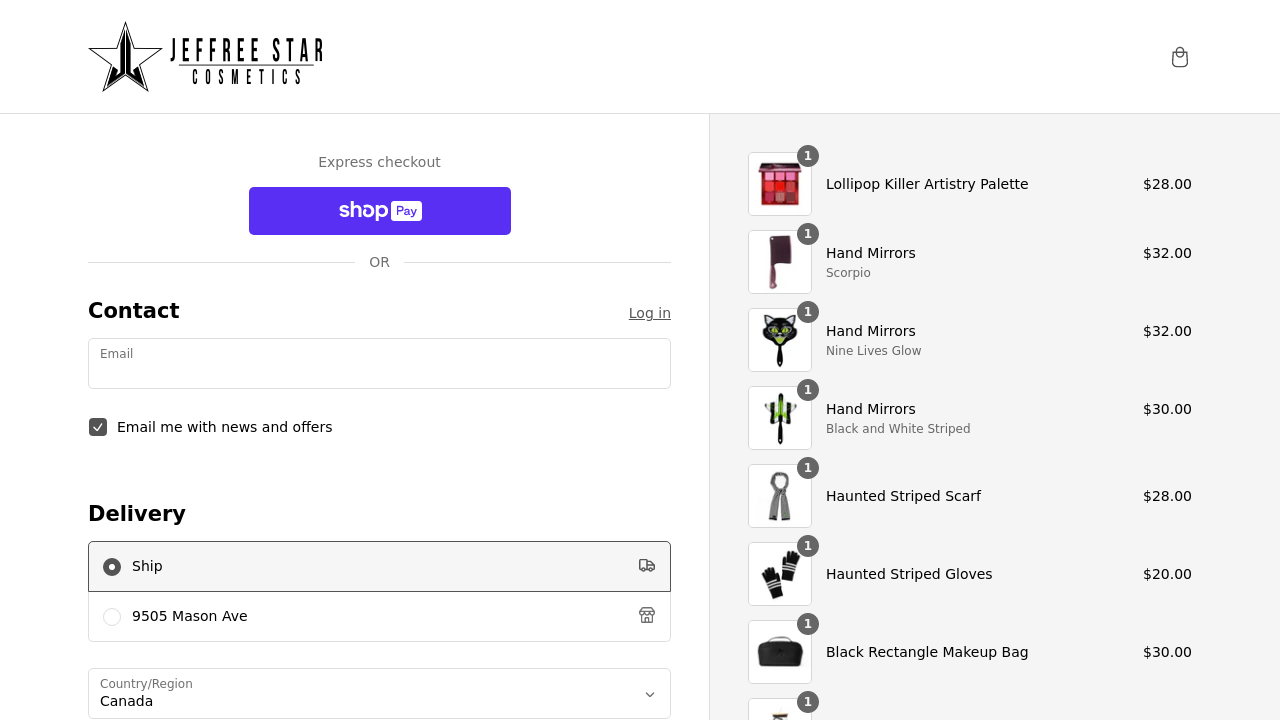 JEFFREE STAR
COSMETICS
Express checkout
shop Pay
OR
Contact
Log in
Email
Email me with news and offers
Delivery
Ship
9505 Mason Ave
Country/Region
Canada
1
Lollipop Killer Artistry Palette
$28.00
1
Hand Mirrors
$32.00
Scorpio
1
Hand Mirrors
$32.00
Nine Lives Glow
1
Hand Mirrors
$30.00
Black and White Striped
1
Haunted Striped Scarf
$28.00
1
Haunted Striped Gloves
$20.00
1
Black Rectangle Makeup Bag
$30.00
1